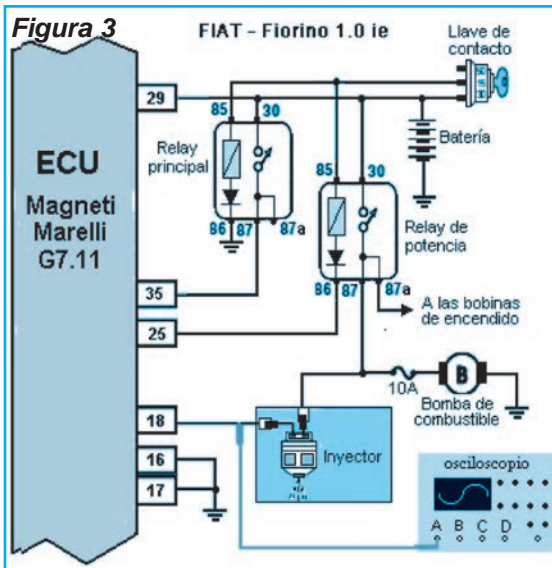 Figura 3
FIAT - Fiorino 1.0 ie
Llave de
contacto
29
85
30
Relay
principal
ECU
Magneti
Marelli
G7.11
Batería
85
30
86
87
87a
Relay de
potencia
35
25
86
87
87a
A las bobinas
de encendido
10A
B
Bomba de
combustible
18
16
17
Inyector
osciloscopio
A B C D